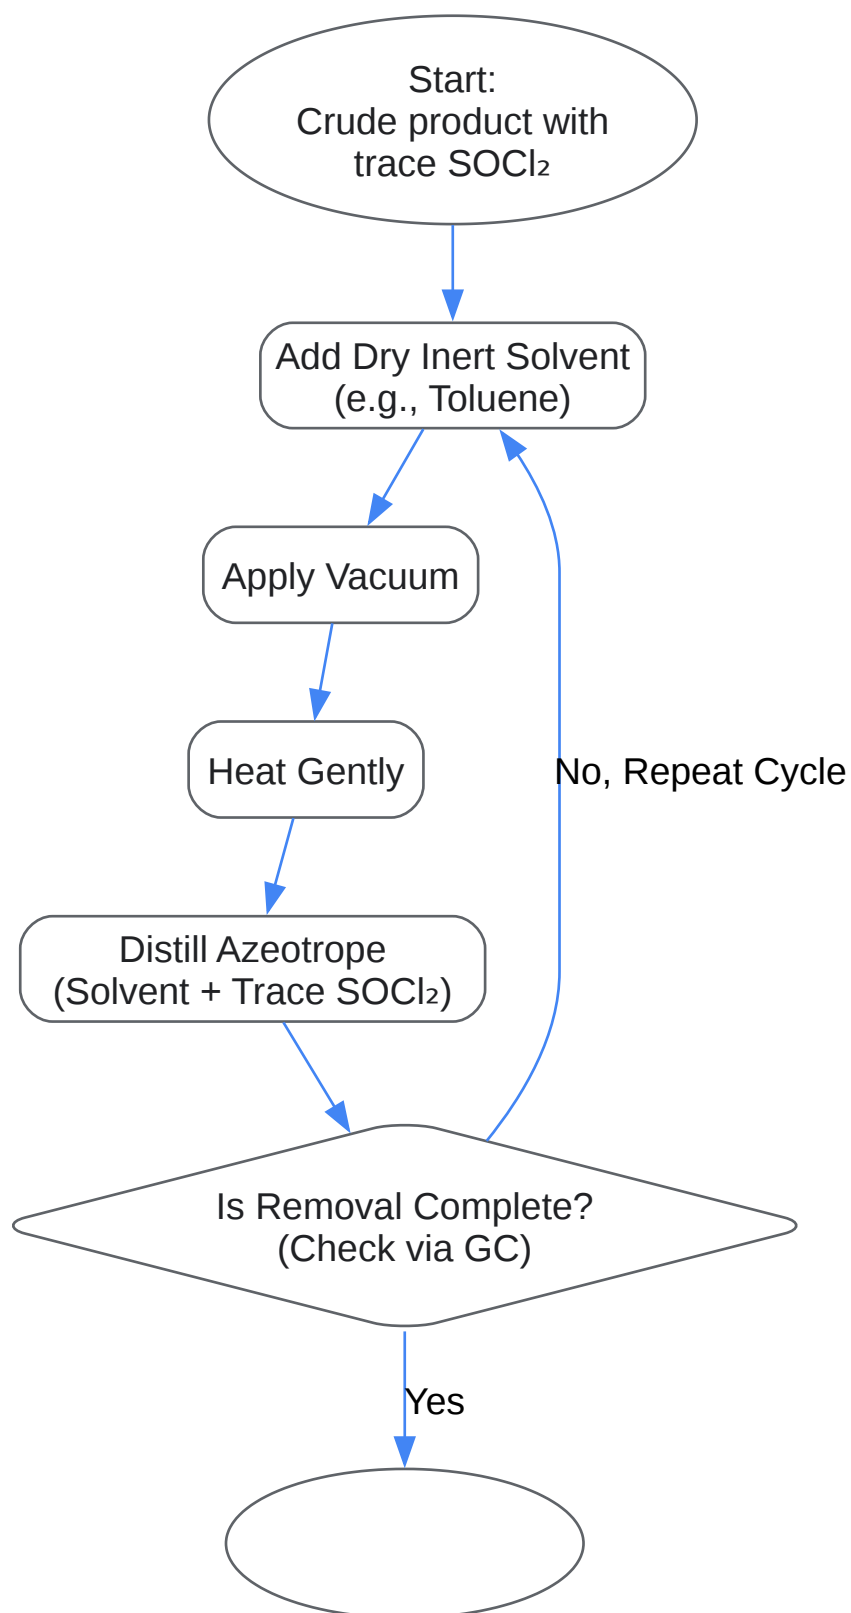 Start:
Crude product with
trace SOCl₂
Add Dry Inert Solvent
(e.g., Toluene)
Apply Vacuum
Heat Gently
No, Repeat Cycle
Distill Azeotrope
(Solvent + Trace SOCl₂)
Is Removal Complete?
(Check via GC)
Yes